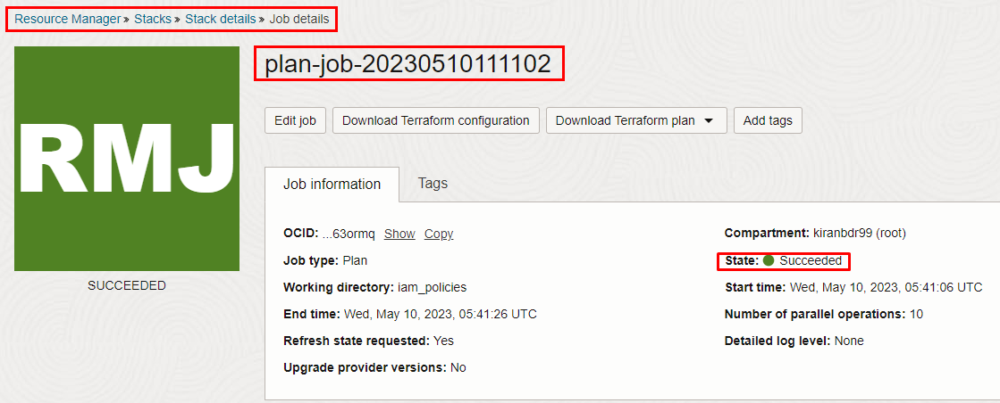 Resource Manager » Stacks » Stack details » Job details
plan-job-20230510111102
RMJ
SUCCEEDED
Edit job Download Terraform configuration Download Terraform plan Add tags
Job information Tags
OCID: ...63ormq Show Copy Compartment: kiranbdr99 (root)
Job type: Plan State: Succeeded
Working directory: iam_policies Start time: Wed, May 10, 2023, 05:41:06 UTC
End time: Wed, May 10, 2023, 05:41:26 UTC Number of parallel operations: 10
Refresh state requested: Yes Detailed log level: None
Upgrade provider versions: No